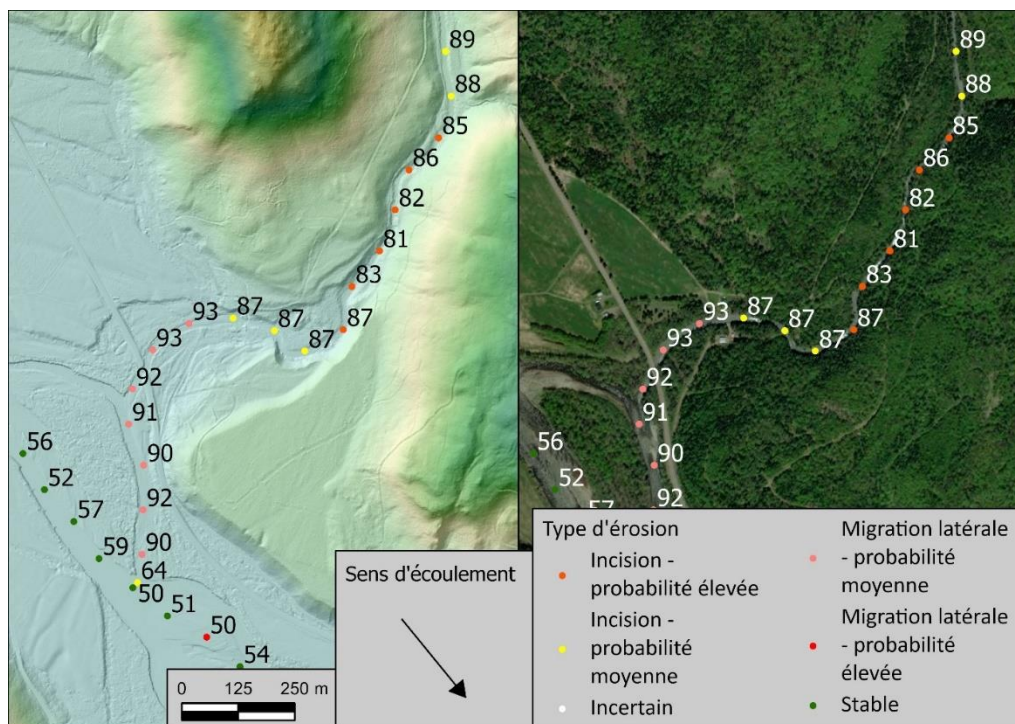 89
88
85
86
82
81
83
87
87
87
87
93
93
92
91
90
92
90
64
50
56
52
57
59
51
50
54
89
88
85
86
82
81
83
87
87
87
87
93
93
92
91
90
92
56
52
57
0 125 250 m
Sens d'écoulement
Type d'érosion
Incision -
probabilité élevée
Incision -
probabilité
moyenne
Incertain
Migration latérale
- probabilité
moyenne
Migration latérale
- probabilité
élevée
Stable